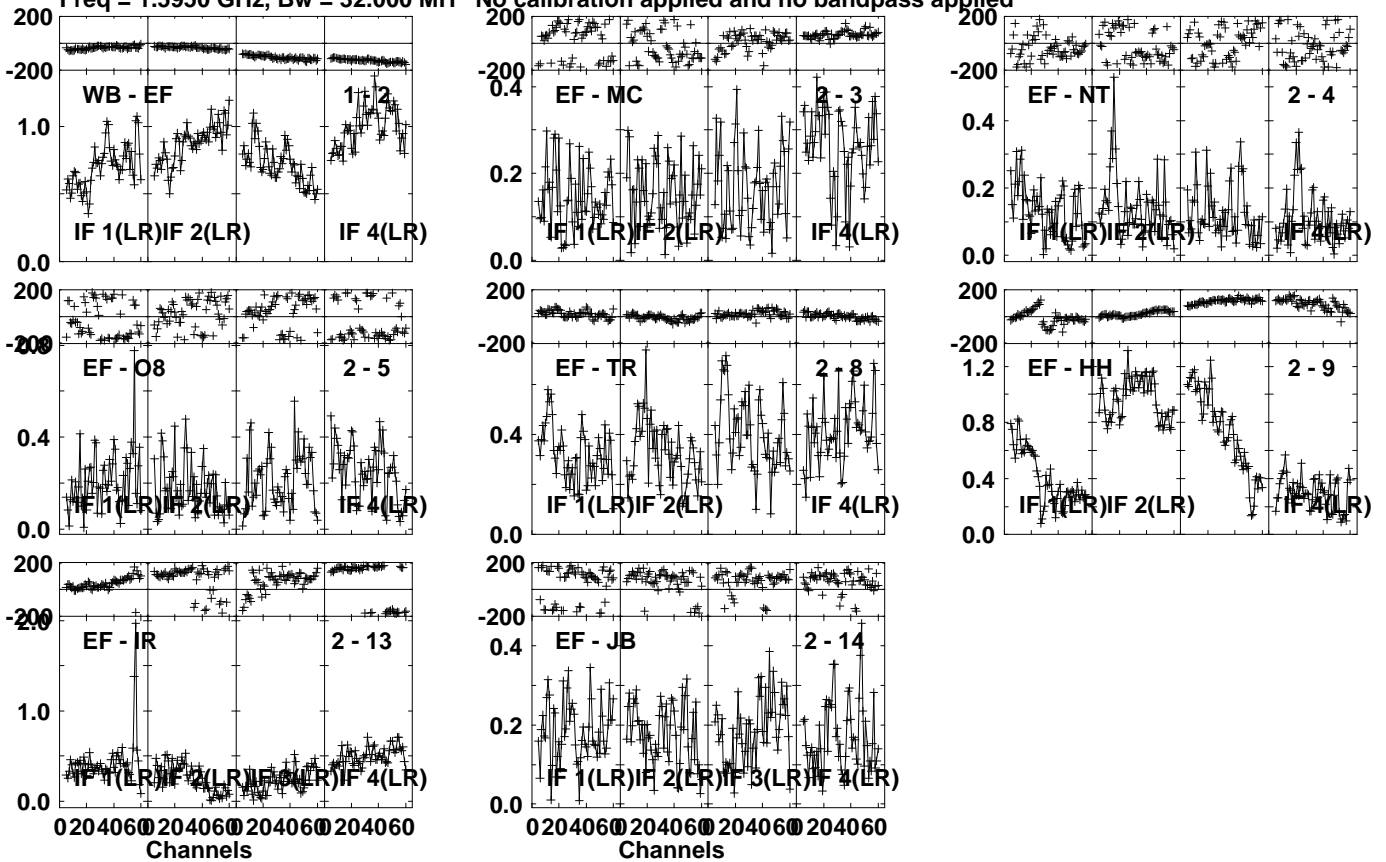 Freq = 1.5950 GHz, Bw = 32.000 MH No calibration applied and no bandpass applied
200
-200
WB - EF 1 - 2
1.0
0.0
IF 1(LR) IF 2(LR) IF 4(LR)
200
-200
EF - MC 2 - 3
0.4
0.2
0.0
IF 1(LR) IF 2(LR) IF 4(LR)
200
-200
EF - NT 2 - 4
0.4
0.2
0.0
IF 1(LR) IF 2(LR) IF 4(LR)
200
-200
0.8
EF - O8 2 - 5
0.4
0.0
IF 1(LR) IF 2(LR) IF 4(LR)
200
-200
EF - TR 2 - 8
0.4
0.0
IF 1(LR) IF 2(LR) IF 4(LR)
200
-200
EF - HH 2 - 9
1.2
0.8
0.4
0.0
IF 1(LR) IF 2(LR) IF 4(LR)
200
-200
2.0
EF - IR 2 - 13
1.0
0.0
IF 1(LR) IF 2(LR) IF 3(LR) IF 4(LR)
0 20 40 60 0 20 40 60 0 20 40 60 0 20 40 60
Channels
200
-200
EF - JB 2 - 14
0.4
0.2
0.0
IF 1(LR) IF 2(LR) IF 3(LR) IF 4(LR)
0 20 40 60 0 20 40 60 0 20 40 60 0 20 40 60
Channels